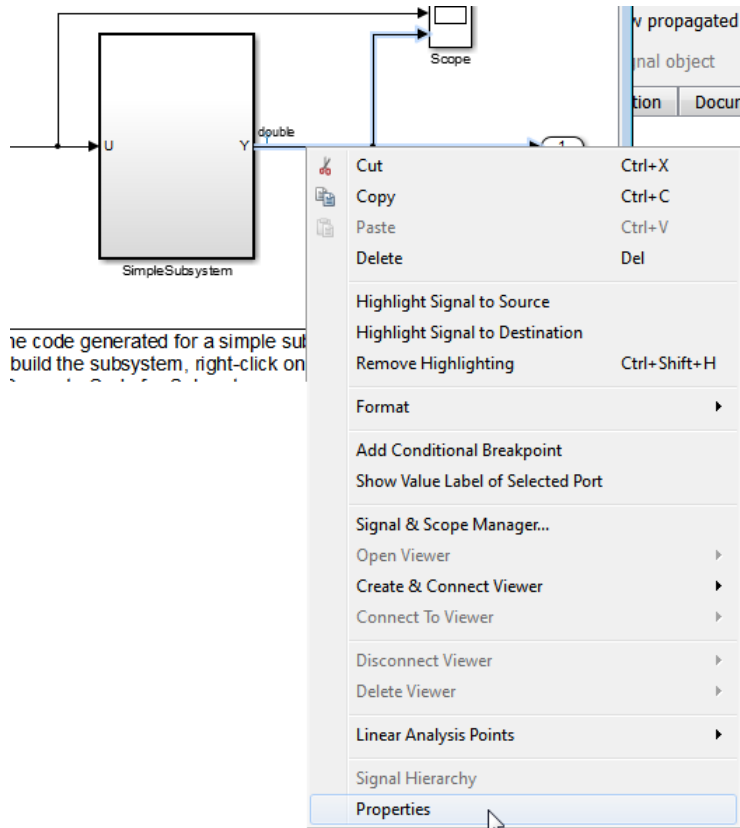 w propagated
Scope
gnal object
tion Docur
double
U Y
1
SimpleSubsystem
he code generated for a simple sub
build the subsystem, right-click on
Cut Ctrl+X
Copy Ctrl+C
Paste Ctrl+V
Delete Del
Highlight Signal to Source
Highlight Signal to Destination
Remove Highlighting Ctrl+Shift+H
Format
Add Conditional Breakpoint
Show Value Label of Selected Port
Signal & Scope Manager...
Open Viewer
Create & Connect Viewer
Connect To Viewer
Disconnect Viewer
Delete Viewer
Linear Analysis Points
Signal Hierarchy
Properties